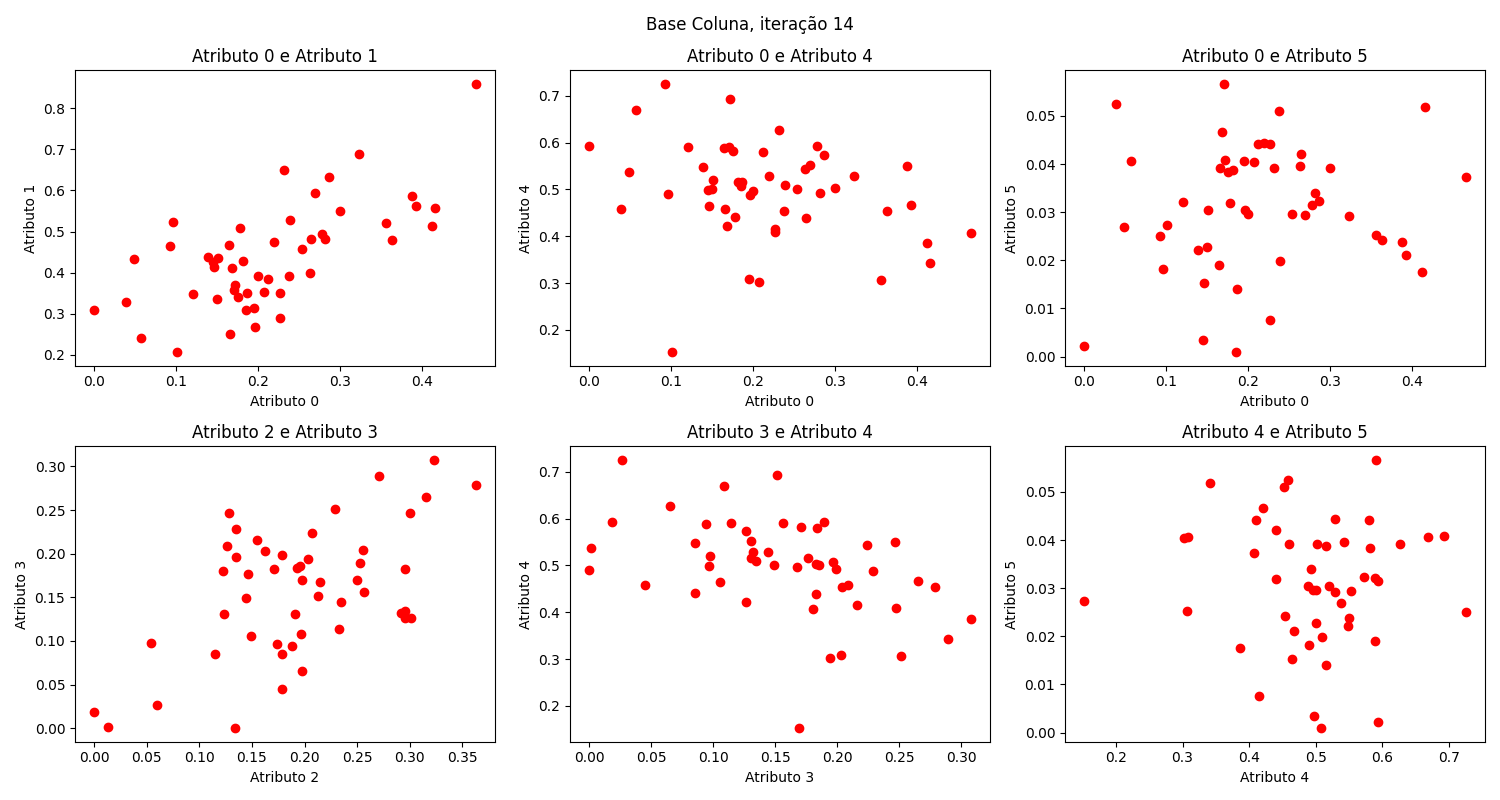 Base Coluna, iteração 14
Atributo 0 e Atributo 1
Atributo 1
0.8
0.7
0.6
0.5
0.4
0.3
0.2
0.0 0.1 0.2 0.3 0.4
Atributo 0
Atributo 0 e Atributo 4
Atributo 4
0.7
0.6
0.5
0.4
0.3
0.2
0.0 0.1 0.2 0.3 0.4
Atributo 0
Atributo 0 e Atributo 5
Atributo 5
0.05
0.04
0.03
0.02
0.01
0.00
0.0 0.1 0.2 0.3 0.4
Atributo 0
Atributo 2 e Atributo 3
Atributo 3
0.30
0.25
0.20
0.15
0.10
0.05
0.00
0.00 0.05 0.10 0.15 0.20 0.25 0.30 0.35
Atributo 2
Atributo 3 e Atributo 4
Atributo 4
0.7
0.6
0.5
0.4
0.3
0.2
0.00 0.05 0.10 0.15 0.20 0.25 0.30
Atributo 3
Atributo 4 e Atributo 5
Atributo 5
0.05
0.04
0.03
0.02
0.01
0.00
0.2 0.3 0.4 0.5 0.6 0.7
Atributo 4